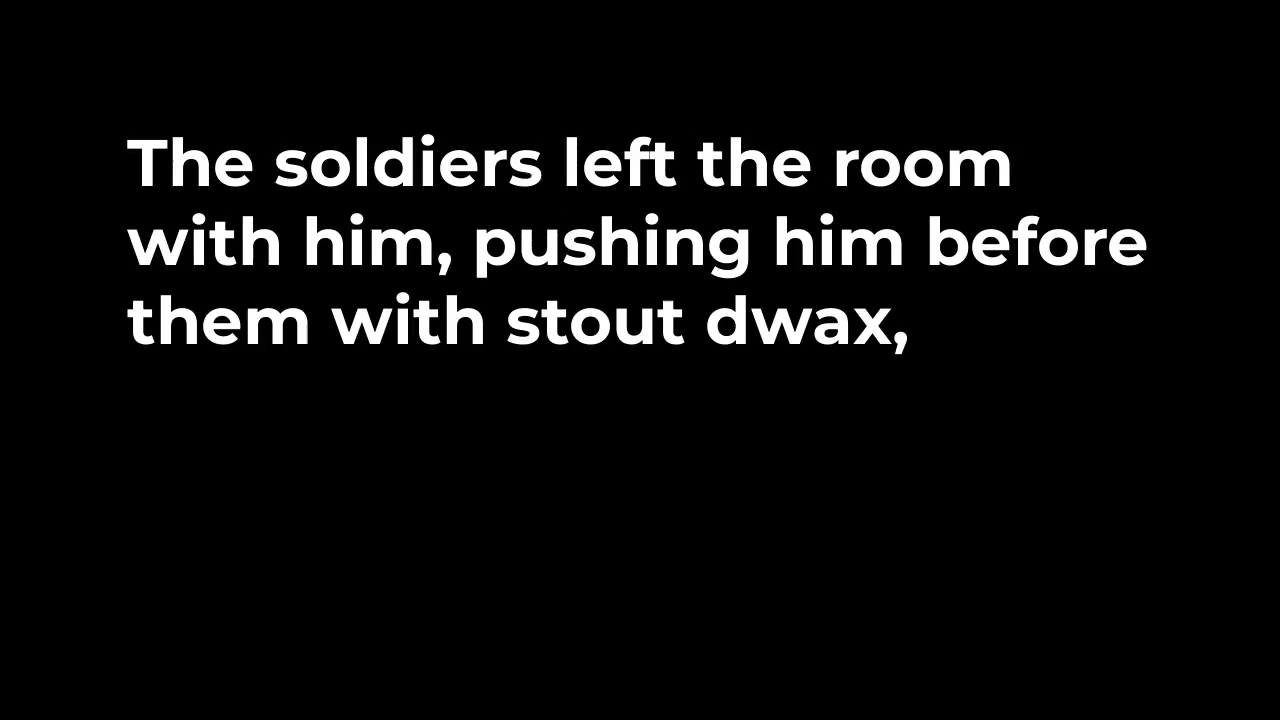 The soldiers left the room
with him, pushing him before
them with stout dwax,